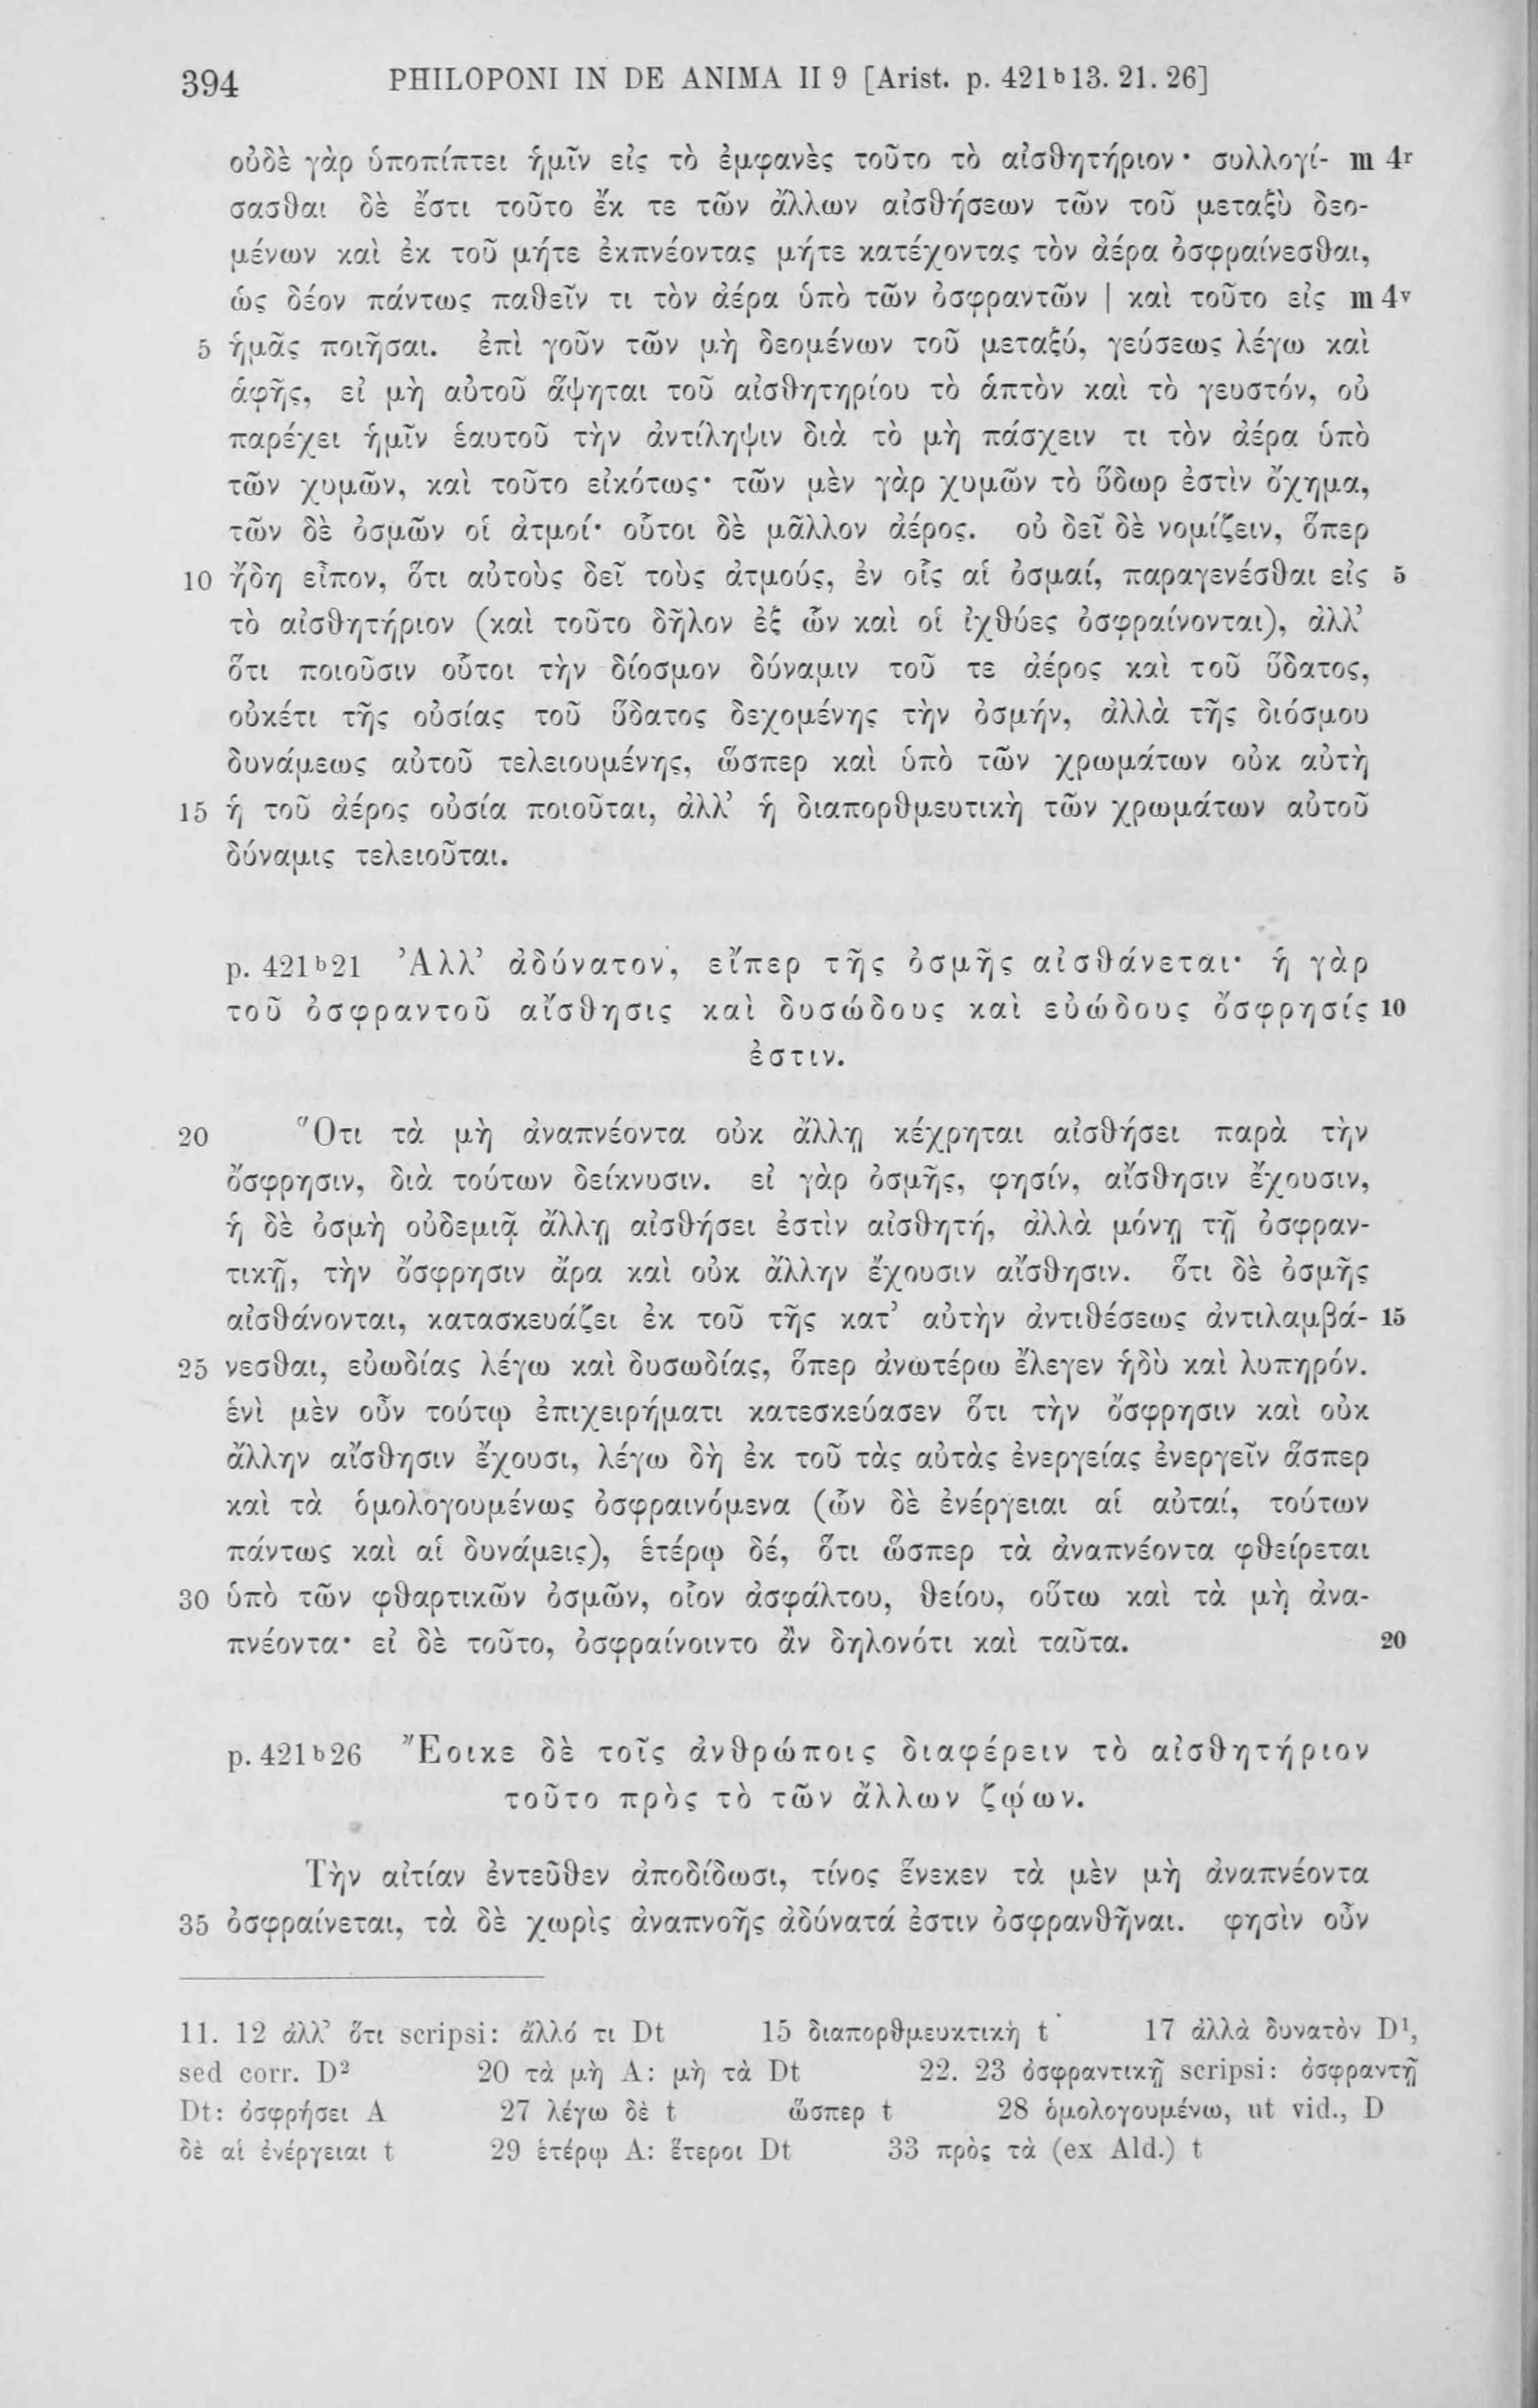 394 PHILOPONI IN DE ANIMA II 9 [Arist. p. 421ᵇ13. 21. 26]
οὐδὲ γὰρ ὑποπίπτει ἡμῖν εἰς τὸ ἐμφανὲς τοῦτο τὸ αἰσθητήριον· συλλογί- m 4ʳ
σασθαι δὲ ἔστι τοῦτο ἔκ τε τῶν ἄλλων αἰσθήσεων τῶν τοῦ μεταξὺ δεο-
μένων καὶ ἐκ τοῦ μήτε ἐκπνέοντας μήτε κατέχοντας τὸν ἀέρα ὀσφραίνεσθαι,
ὡς δέον πάντως παθεῖν τι τὸν ἀέρα ὑπὸ τῶν ὀσφραντῶν | καὶ τοῦτο εἰς m 4ᵛ
5 ἡμᾶς ποιῆσαι. ἐπὶ γοῦν τῶν μὴ δεομένων τοῦ μεταξύ, γεύσεως λέγω καὶ
ἁφῆς, εἰ μὴ αὐτοῦ ἅψηται τοῦ αἰσθητηρίου τὸ ἁπτὸν καὶ τὸ γευστόν, οὐ
παρέχει ἡμῖν ἑαυτοῦ τὴν ἀντίληψιν διὰ τὸ μὴ πάσχειν τι τὸν ἀέρα ὑπὸ
τῶν χυμῶν, καὶ τοῦτο εἰκότως· τῶν μὲν γὰρ χυμῶν τὸ ὕδωρ ἐστὶν ὄχημα,
τῶν δὲ ὀσμῶν οἱ ἀτμοί· οὗτοι δὲ μᾶλλον ἀέρος. οὐ δεῖ δὲ νομίζειν, ὅπερ
10 ἤδη εἶπον, ὅτι αὐτοὺς δεῖ τοὺς ἀτμούς, ἐν οἷς αἱ ὀσμαί, παραγενέσθαι εἰς 5
τὸ αἰσθητήριον (καὶ τοῦτο δῆλον ἐξ ὧν καὶ οἱ ἰχθύες ὀσφραίνονται), ἀλλ’
ὅτι ποιοῦσιν οὗτοι τὴν δίοσμον δύναμιν τοῦ τε ἀέρος καὶ τοῦ ὕδατος,
οὐκέτι τῆς οὐσίας τοῦ ὕδατος δεχομένης τὴν ὀσμήν, ἀλλὰ τῆς διόσμου
δυνάμεως αὐτοῦ τελειουμένης, ὥσπερ καὶ ὑπὸ τῶν χρωμάτων οὐκ αὐτὴ
15 ἡ τοῦ ἀέρος οὐσία ποιοῦται, ἀλλ’ ἡ διαπορθμευτικὴ τῶν χρωμάτων αὐτοῦ
δύναμις τελειοῦται.
p. 421ᵇ21 Ἀλλ’ ἀδύνατον, εἴπερ τῆς ὀσμῆς αἰσθάνεται· ἡ γὰρ
τοῦ ὀσφραντοῦ αἴσθησις καὶ δυσώδους καὶ εὐώδους ὄσφρησίς 10
ἐστιν.
20 Ὅτι τὰ μὴ ἀναπνέοντα οὐκ ἄλλῃ κέχρηται αἰσθήσει παρὰ τὴν
ὄσφρησιν, διὰ τούτων δείκνυσιν. εἰ γὰρ ὀσμῆς, φησίν, αἴσθησιν ἔχουσιν,
ἡ δὲ ὀσμὴ οὐδεμιᾷ ἄλλῃ αἰσθήσει ἐστὶν αἰσθητή, ἀλλὰ μόνῃ τῇ ὀσφραν-
τικῇ, τὴν ὄσφρησιν ἄρα καὶ οὐκ ἄλλην ἔχουσιν αἴσθησιν. ὅτι δὲ ὀσμῆς
αἰσθάνονται, κατασκευάζει ἐκ τοῦ τῆς κατ’ αὐτὴν ἀντιθέσεως ἀντιλαμβά- 15
25 νεσθαι, εὐωδίας λέγω καὶ δυσωδίας, ὅπερ ἀνωτέρω ἔλεγεν ἡδὺ καὶ λυπηρόν.
ἑνὶ μὲν οὖν τούτῳ ἐπιχειρήματι κατεσκεύασεν ὅτι τὴν ὄσφρησιν καὶ οὐκ
ἄλλην αἴσθησιν ἔχουσι, λέγω δὴ ἐκ τοῦ τὰς αὐτὰς ἐνεργείας ἐνεργεῖν ἅσπερ
καὶ τὰ ὁμολογουμένως ὀσφραινόμενα (ὧν δὲ ἐνέργειαι αἱ αὐταί, τούτων
πάντως καὶ αἱ δυνάμεις), ἑτέρῳ δέ, ὅτι ὥσπερ τὰ ἀναπνέοντα φθείρεται
30 ὑπὸ τῶν φθαρτικῶν ὀσμῶν, οἷον ἀσφάλτου, θείου, οὕτω καὶ τὰ μὴ ἀνα-
πνέοντα· εἰ δὲ τοῦτο, ὀσφραίνοιντο ἂν δηλονότι καὶ ταῦτα. 20
p. 421ᵇ26 Ἔοικε δὲ τοῖς ἀνθρώποις διαφέρειν τὸ αἰσθητήριον
τοῦτο πρὸς τὸ τῶν ἄλλων ζῴων.
Τὴν αἰτίαν ἐντεῦθεν ἀποδίδωσι, τίνος ἕνεκεν τὰ μὲν μὴ ἀναπνέοντα
35 ὀσφραίνεται, τὰ δὲ χωρὶς ἀναπνοῆς ἀδύνατά ἐστιν ὀσφρανθῆναι. φησὶν οὖν
11. 12 ἀλλ’ ὅτι scripsi: ἄλλό τι Dt 15 διαπορθμευκτικὴ t 17 ἀλλὰ δυνατὸν D¹,
sed corr. D² 20 τὰ μὴ A: μὴ τὰ Dt 22. 23 ὀσφραντικῇ scripsi: ὀσφραντῇ
Dt: ὀσφρήσει A 27 λέγω δὲ t ὥσπερ t 28 ὁμολογουμένω, ut vid., D
δὲ αἱ ἐνέργειαι t 29 ἑτέρῳ A: ἕτεροι Dt 33 πρὸς τὰ (ex Ald.) t